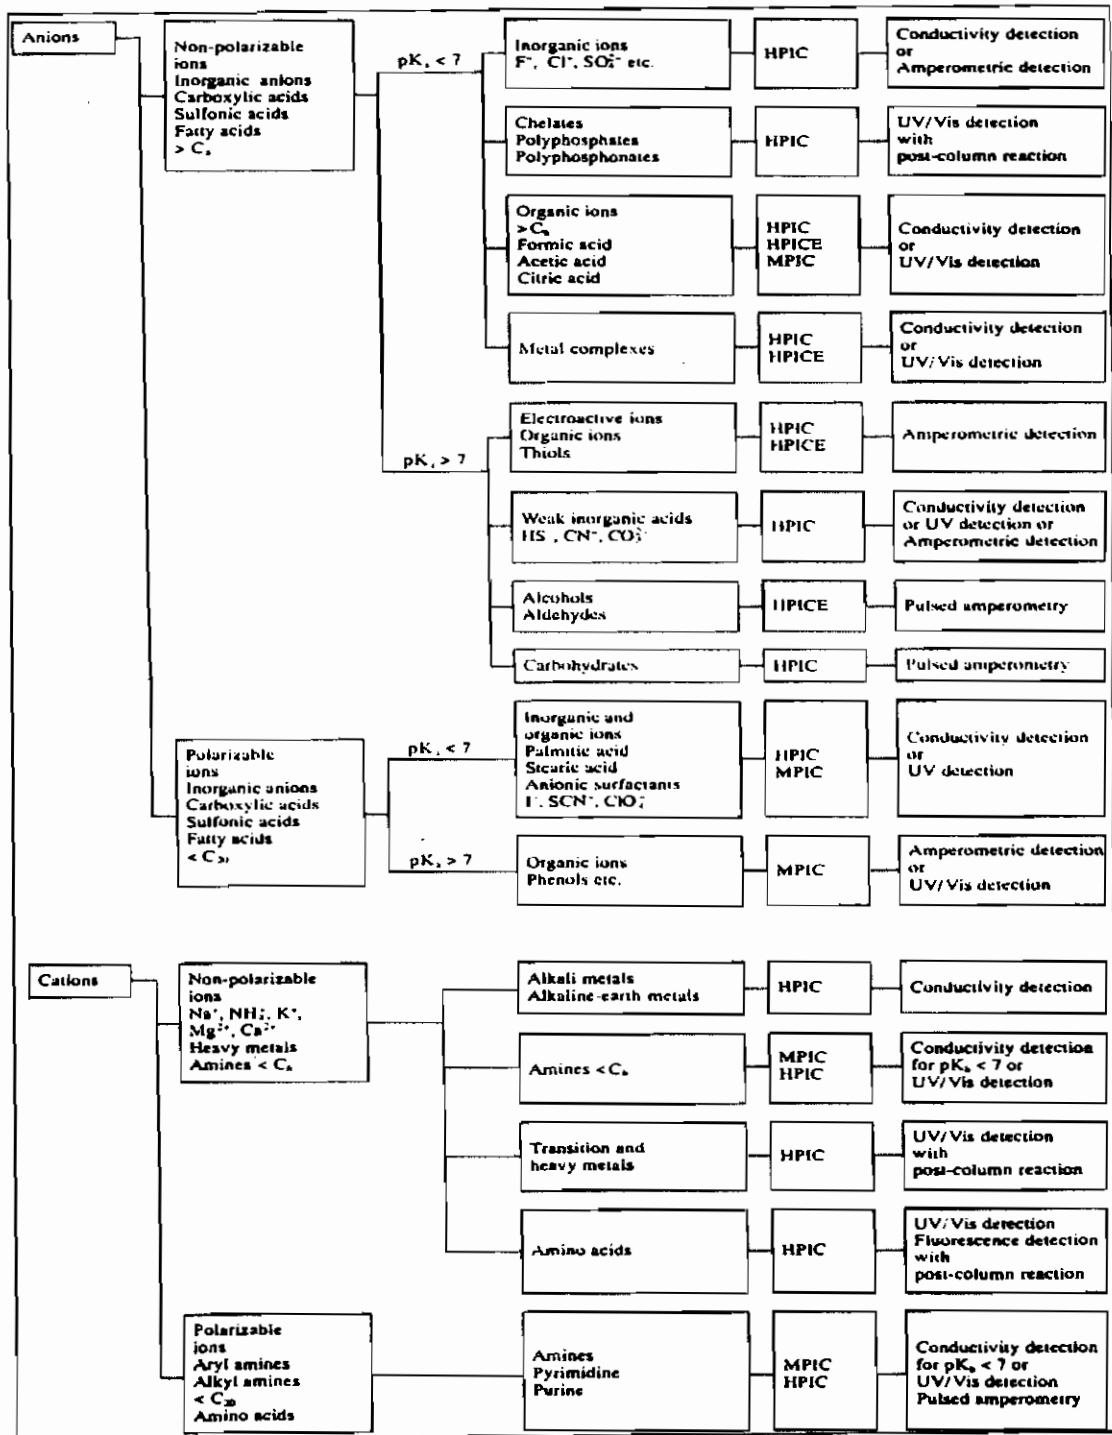 Anions
Non-polarizable
ions
Inorganic anions
Carboxylic acids
Sulfonic acids
Fatty acids
> Cₙ
pKₐ < 7
Inorganic ions
F⁻, Cl⁻, SO₄²⁻ etc.
HPIC
Conductivity detection
or
Amperometric detection
Chelates
Polyphosphates
Polyphosphonates
HPIC
UV/Vis detection
with
post-column reaction
Organic ions
> Cₙ
Formic acid
Acetic acid
Citric acid
HPIC
HPICE
MPIC
Conductivity detection
or
UV/Vis detection
Metal complexes
HPIC
HPICE
Conductivity detection
or
UV/Vis detection
pKₐ > 7
Electroactive ions
Organic ions
Thiols
HPIC
HPICE
Amperometric detection
Weak inorganic acids
HS⁻, CN⁻, CO₃²⁻
HPIC
Conductivity detection
or UV detection or
Amperometric detection
Alcohols
Aldehydes
HPICE
Pulsed amperometry
Carbohydrates
HPIC
Pulsed amperometry
Polarizable
ions
Inorganic anions
Carboxylic acids
Sulfonic acids
Fatty acids
< C₂₀
pKₐ < 7
Inorganic and
organic ions
Palmitic acid
Stearic acid
Anionic surfactants
I⁻, SCN⁻, ClO₄⁻
HPIC
MPIC
Conductivity detection
or
UV detection
pKₐ > 7
Organic ions
Phenols etc.
MPIC
Amperometric detection
or
UV/Vis detection
Cations
Non-polarizable
ions
Na⁺, NH₄⁺, K⁺,
Mg²⁺, Ca²⁺
Heavy metals
Amines < C₆
Alkali metals
Alkaline-earth metals
HPIC
Conductivity detection
Amines < C₆
MPIC
HPIC
Conductivity detection
for pKₐ < 7 or
UV/Vis detection
Transition and
heavy metals
HPIC
UV/Vis detection
with
post-column reaction
Amino acids
HPIC
UV/Vis detection
Fluorescence detection
with
post-column reaction
Polarizable
ions
Aryl amines
Alkyl amines
< C₂₀
Amino acids
Amines
Pyrimidine
Purine
MPIC
HPIC
Conductivity detection
for pKₐ < 7 or
UV/Vis detection
Pulsed amperometry